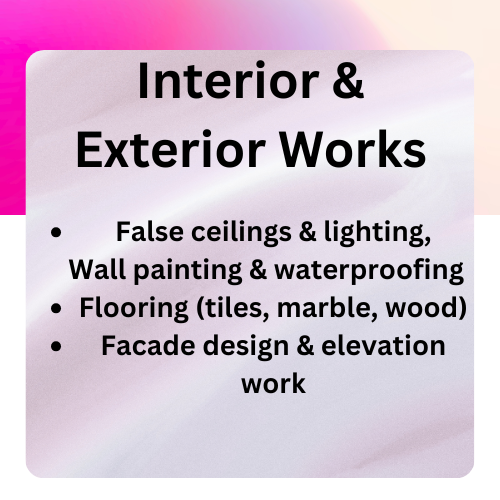 Interior &
Exterior Works
• False ceilings & lighting,
Wall painting & waterproofing
• Flooring (tiles, marble, wood)
• Facade design & elevation
work